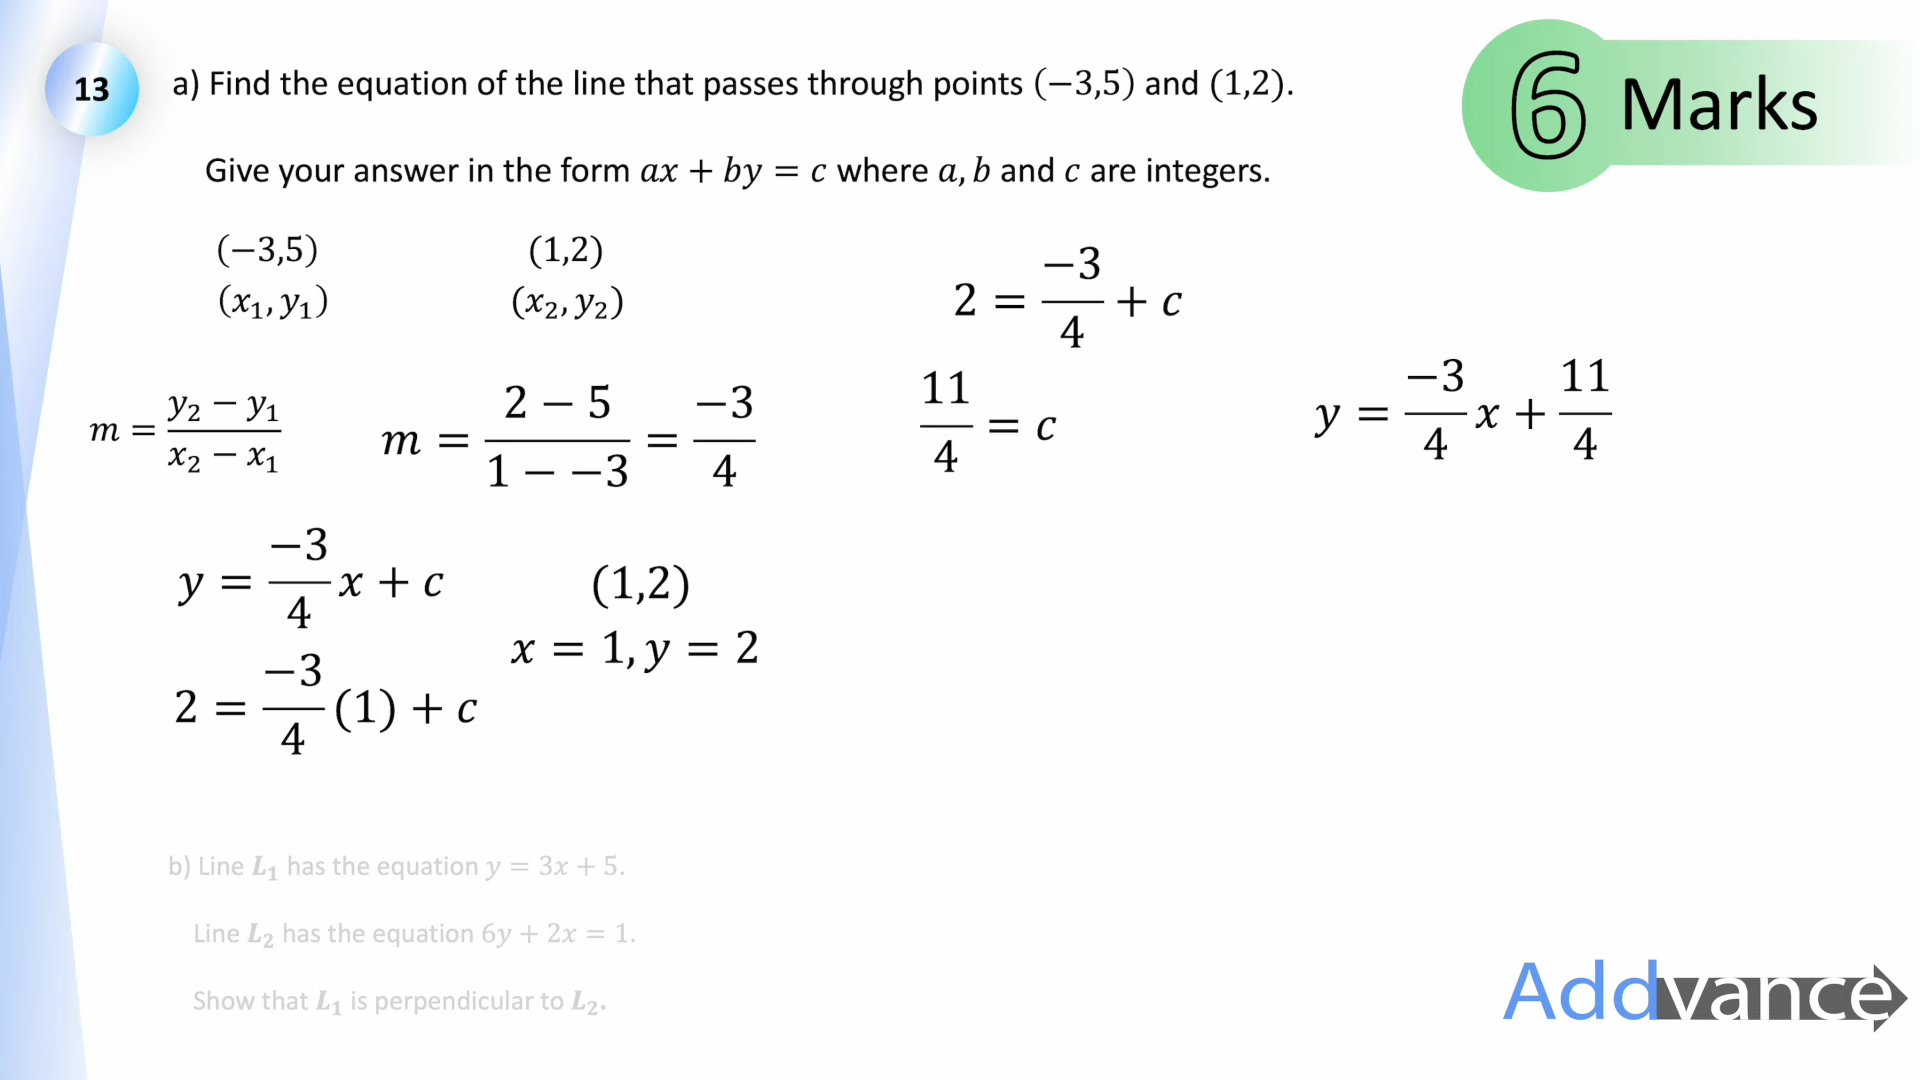 13
a) Find the equation of the line that passes through points (−3,5) and (1,2).
6 Marks
Give your answer in the form ax + by = c where a, b and c are integers.
(−3,5) (1,2)
(x₁, y₁) (x₂, y₂)
m = (y₂ − y₁)/(x₂ − x₁)
m = (2 − 5)/(1 − −3) = −3/4
y = −3/4 x + c
(1,2)
x = 1, y = 2
2 = −3/4 (1) + c
2 = −3/4 + c
11/4 = c
y = −3/4 x + 11/4
b) Line L₁ has the equation y = 3x + 5.
Line L₂ has the equation 6y + 2x = 1.
Show that L₁ is perpendicular to L₂.
Addvance